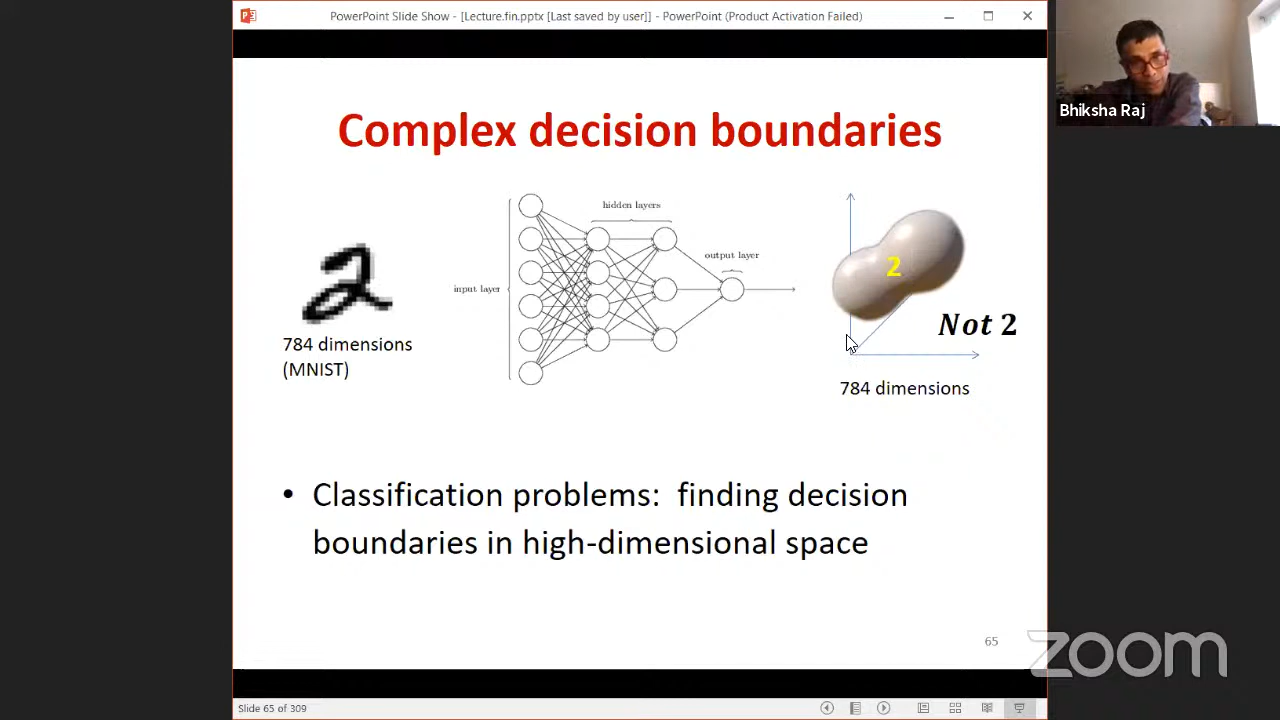 PowerPoint Slide Show - [Lecture.fin.pptx [Last saved by user]] - PowerPoint (Product Activation Failed)
Bhiksha Raj
Complex decision boundaries
784 dimensions
(MNIST)
input layer
hidden layers
output layer
2
Not 2
784 dimensions
• Classification problems: finding decision
boundaries in high-dimensional space
65
zoom
Slide 65 of 309